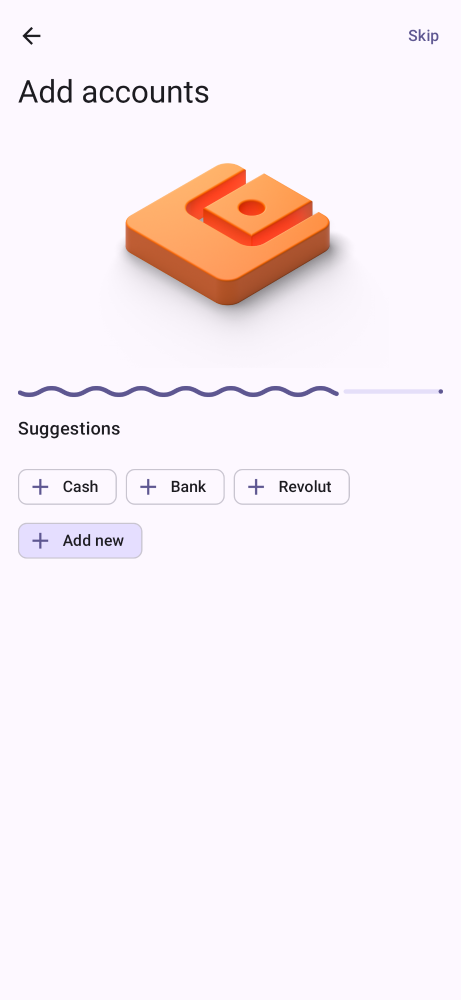 Skip
Add accounts
Suggestions
Cash
Bank
Revolut
Add new